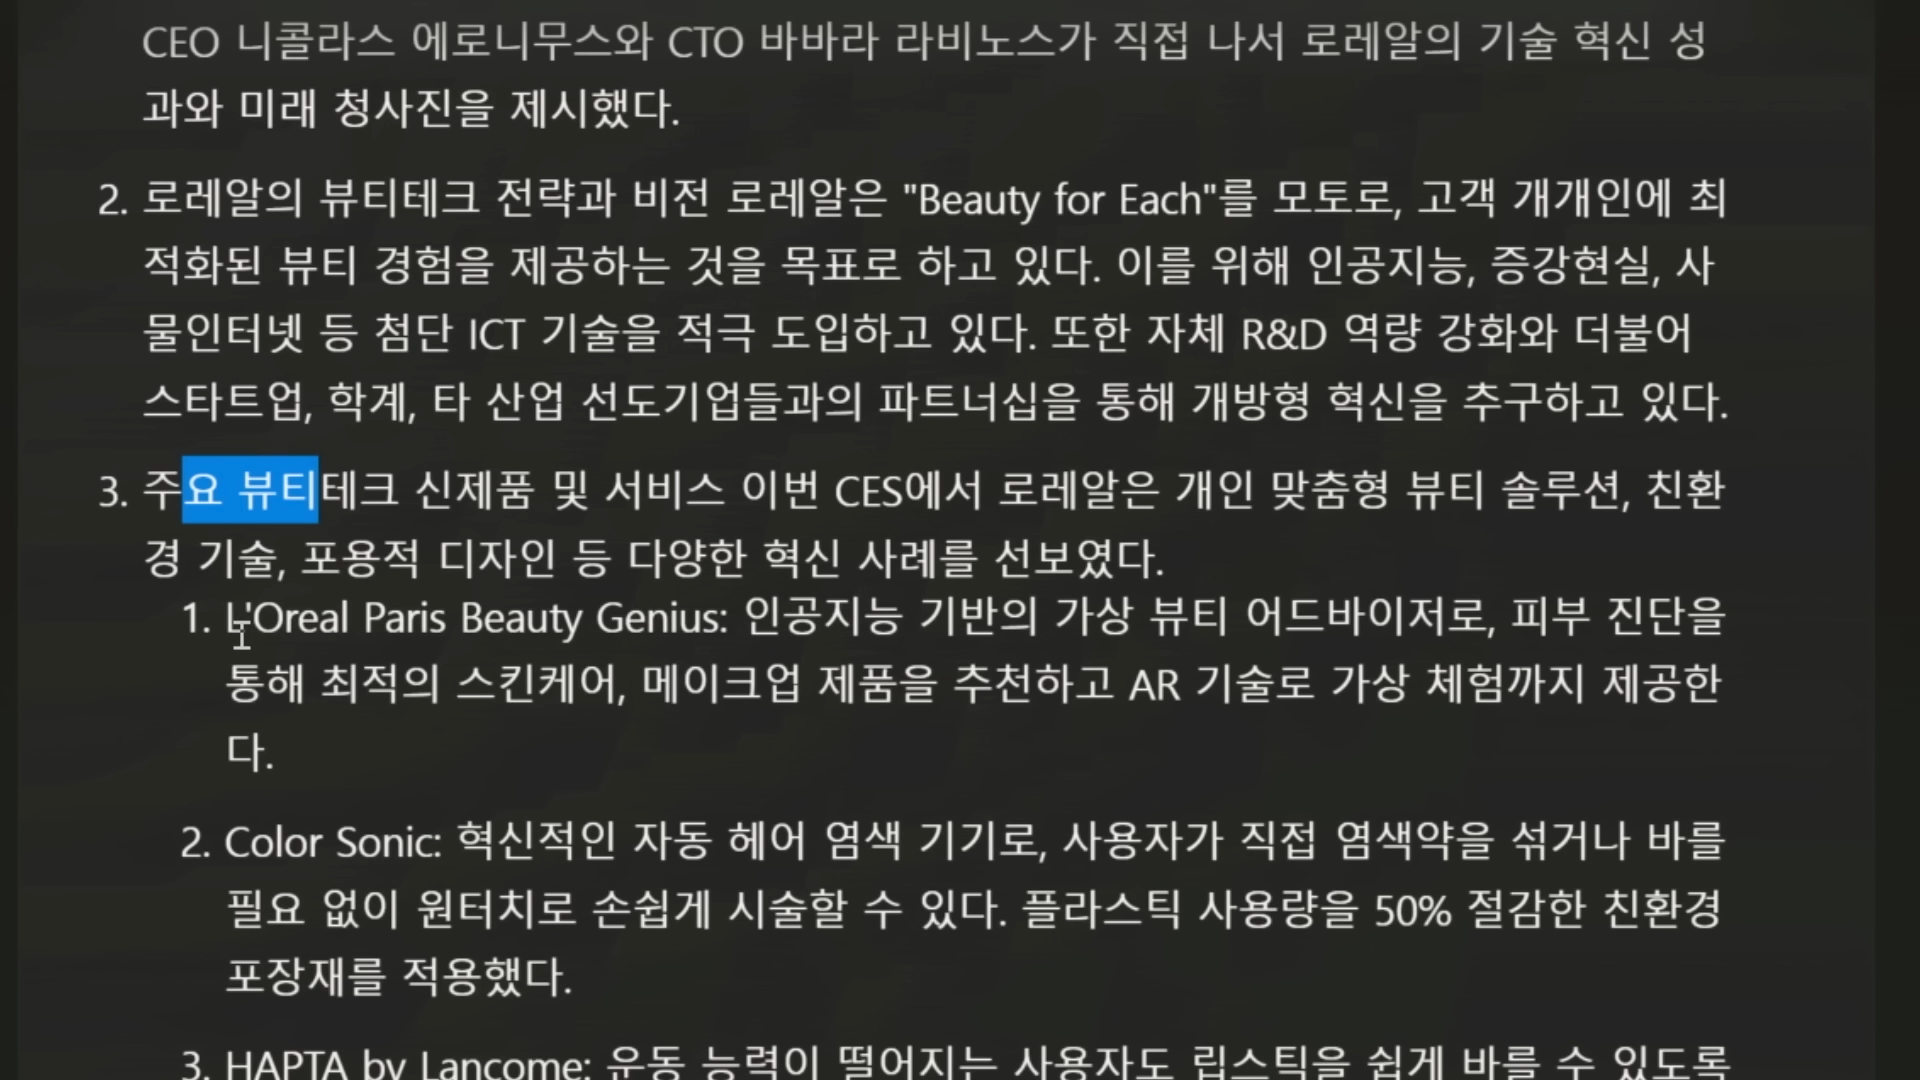 CEO 니콜라스 에로니무스와 CTO 바바라 라비노스가 직접 나서 로레알의 기술 혁신 성
과와 미래 청사진을 제시했다.
2. 로레알의 뷰티테크 전략과 비전 로레알은 "Beauty for Each"를 모토로, 고객 개개인에 최
적화된 뷰티 경험을 제공하는 것을 목표로 하고 있다. 이를 위해 인공지능, 증강현실, 사
물인터넷 등 첨단 ICT 기술을 적극 도입하고 있다. 또한 자체 R&D 역량 강화와 더불어
스타트업, 학계, 타 산업 선도기업들과의 파트너십을 통해 개방형 혁신을 추구하고 있다.
3. 주요 뷰티테크 신제품 및 서비스 이번 CES에서 로레알은 개인 맞춤형 뷰티 솔루션, 친환
경 기술, 포용적 디자인 등 다양한 혁신 사례를 선보였다.
1. L'Oreal Paris Beauty Genius: 인공지능 기반의 가상 뷰티 어드바이저로, 피부 진단을
통해 최적의 스킨케어, 메이크업 제품을 추천하고 AR 기술로 가상 체험까지 제공한
다.
2. Color Sonic: 혁신적인 자동 헤어 염색 기기로, 사용자가 직접 염색약을 섞거나 바를
필요 없이 원터치로 손쉽게 시술할 수 있다. 플라스틱 사용량을 50% 절감한 친환경
포장재를 적용했다.
3. HAPTA by Lancome: 운동 능력이 떨어지는 사용자도 립스틱을 쉽게 바를 수 있도록